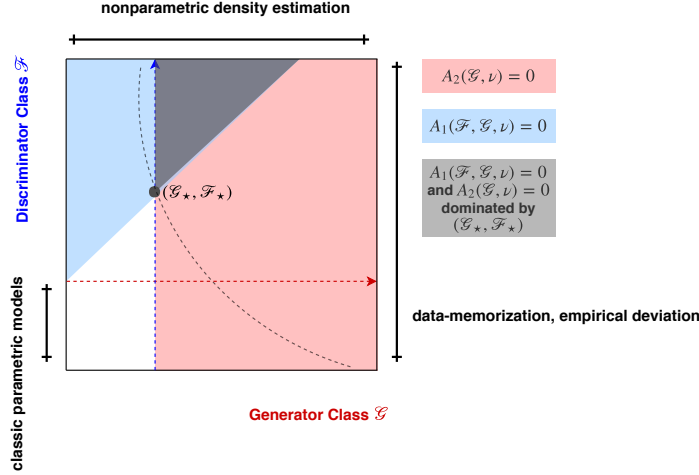 nonparametric density estimation
Discriminator Class ℱ
A₂(𝒢, ν) = 0
A₁(ℱ, 𝒢, ν) = 0
A₁(ℱ, 𝒢, ν) = 0
and A₂(𝒢, ν) = 0
dominated by
(𝒢⋆, ℱ⋆)
(𝒢⋆, ℱ⋆)
classic parametric models
data-memorization, empirical deviation
Generator Class 𝒢